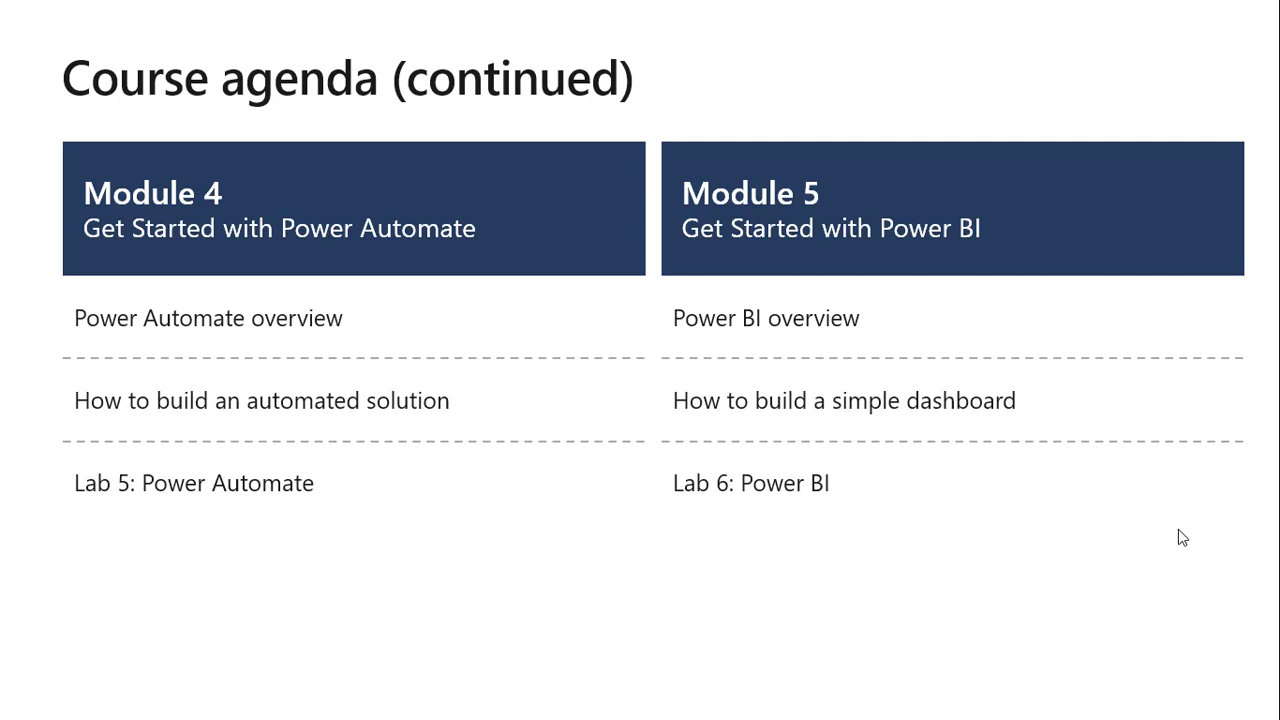 Course agenda (continued)
Module 4
Get Started with Power Automate
Power Automate overview
How to build an automated solution
Lab 5: Power Automate
Module 5
Get Started with Power BI
Power BI overview
How to build a simple dashboard
Lab 6: Power BI